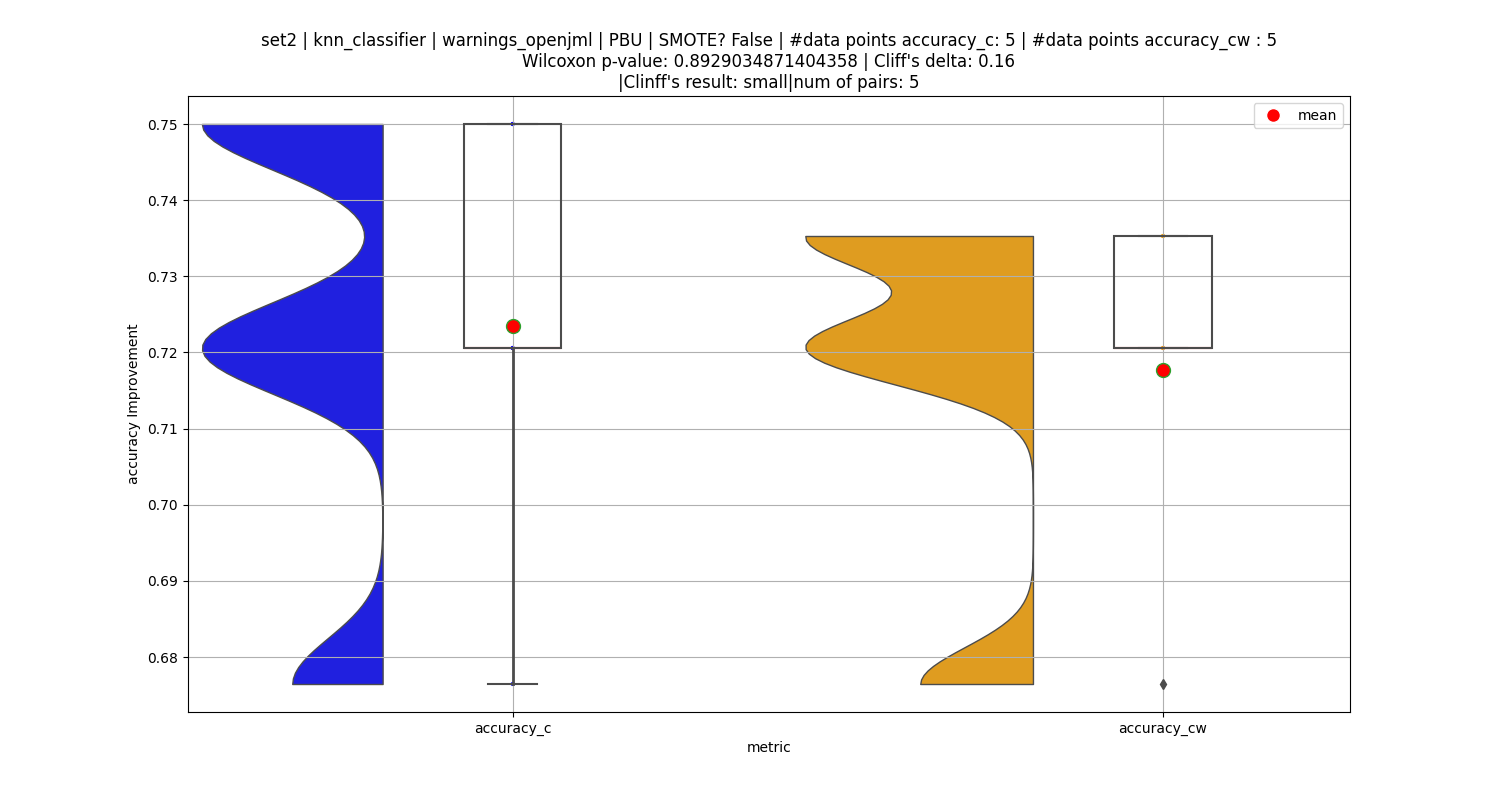 set2 | knn_classifier | warnings_openjml | PBU | SMOTE? False | #data points accuracy_c: 5 | #data points accuracy_cw : 5
Wilcoxon p-value: 0.8929034871404358 | Cliff's delta: 0.16
|Clinff's result: small|num of pairs: 5
mean
0.75
0.74
0.73
0.72
0.71
0.70
0.69
0.68
accuracy Improvement
accuracy_c
accuracy_cw
metric